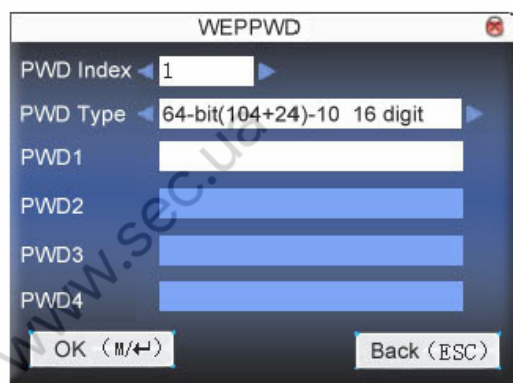 WEPPWD
PWD Index 1
PWD Type 64-bit(104+24)-10 16 digit
PWD1
PWD2
PWD3
PWD4
OK (M/↵) Back (ESC)
www.sec.ua